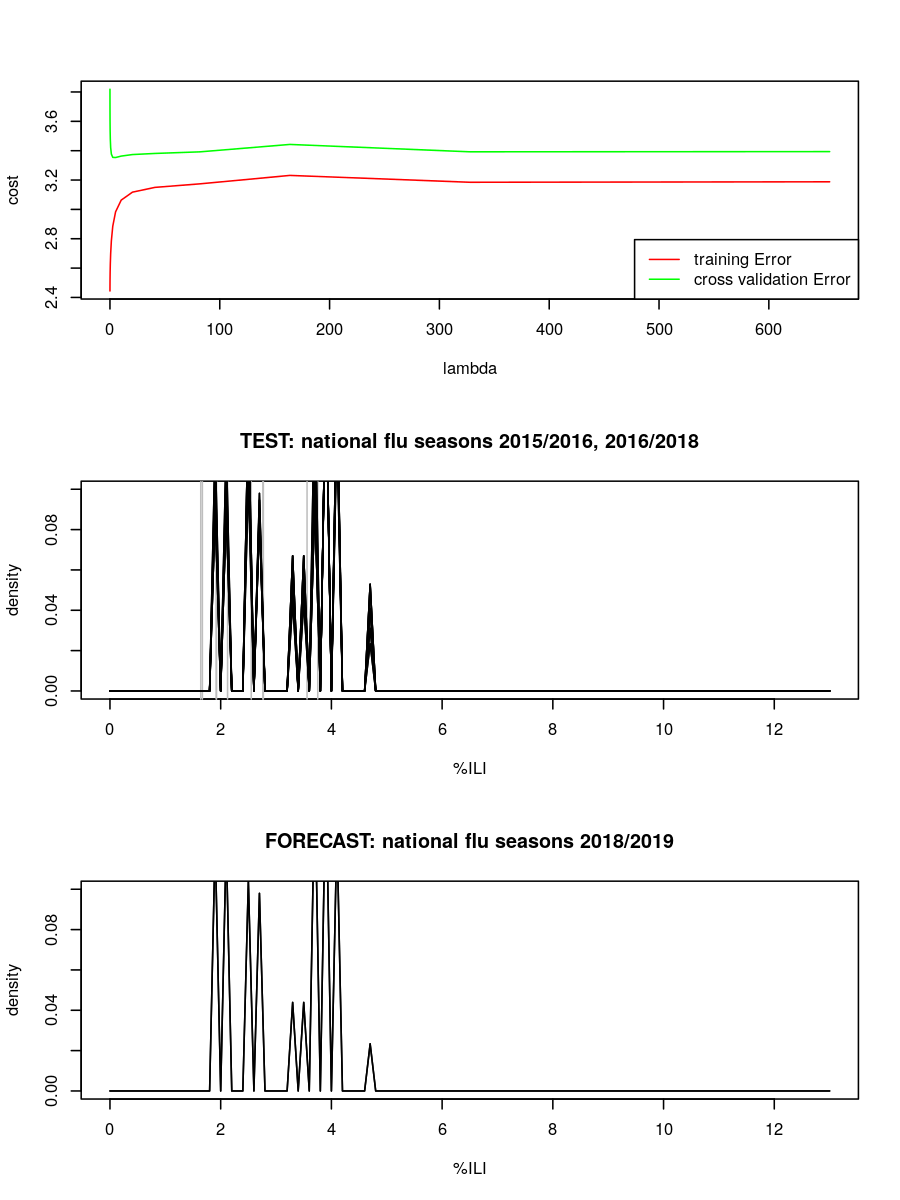 3.6
3.2
2.8
2.4
cost
training Error
cross validation Error
0 100 200 300 400 500 600
lambda
TEST: national flu seasons 2015/2016, 2016/2018
0.08
0.04
0.00
density
0 2 4 6 8 10 12
%ILI
FORECAST: national flu seasons 2018/2019
0.08
0.04
0.00
density
0 2 4 6 8 10 12
%ILI